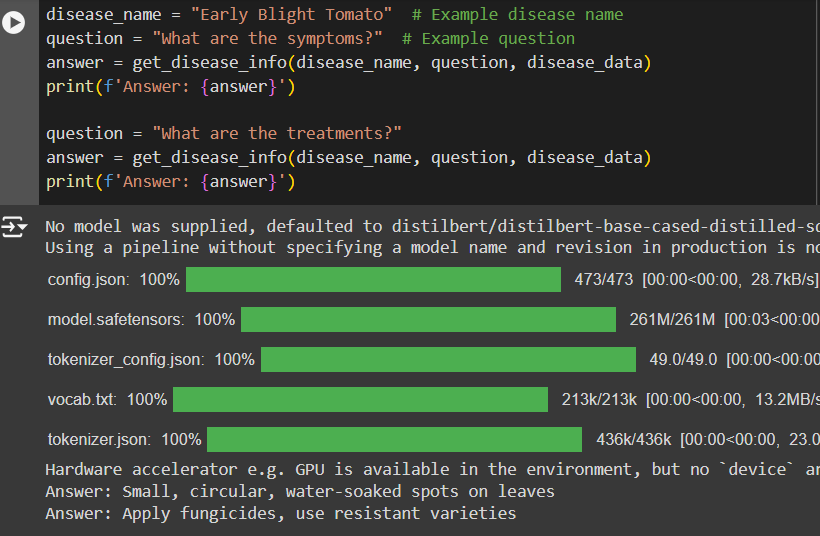 disease_name = "Early Blight Tomato"  # Example disease name
question = "What are the symptoms?"  # Example question
answer = get_disease_info(disease_name, question, disease_data)
print(f'Answer: {answer}')
question = "What are the treatments?"
answer = get_disease_info(disease_name, question, disease_data)
print(f'Answer: {answer}')
No model was supplied, defaulted to distilbert/distilbert-base-cased-distilled-sq
Using a pipeline without specifying a model name and revision in production is no
config.json: 100% 473/473 [00:00<00:00, 28.7kB/s]
model.safetensors: 100% 261M/261M [00:03<00:00
tokenizer_config.json: 100% 49.0/49.0 [00:00<00:00
vocab.txt: 100% 213k/213k [00:00<00:00, 13.2MB/s
tokenizer.json: 100% 436k/436k [00:00<00:00, 23.0
Hardware accelerator e.g. GPU is available in the environment, but no `device` ar
Answer: Small, circular, water-soaked spots on leaves
Answer: Apply fungicides, use resistant varieties